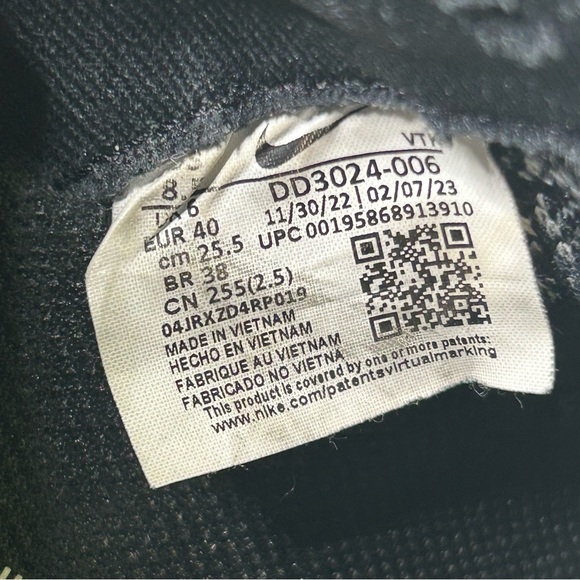 VT
DD3024-006
11/30/22 | 02/07/23
UPC 00195868913910
8
6
EUR 40
cm 25.5
BR 38
CN 255(2.5)
04JRXZD4RP019
MADE IN VIETNAM
HECHO EN VIETNAM
FABRIQUE AU VIETNAM
FABRICADO NO VIETNA
This product is covered by one or more patents:
www.nike.com/patentsvirtualmarking